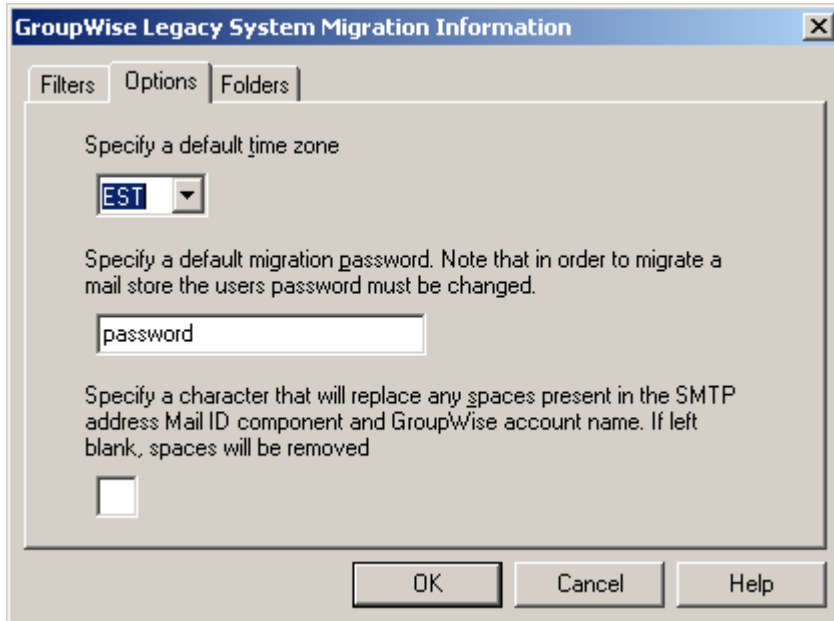 GroupWise Legacy System Migration Information
Filters Options Folders
Specify a default time zone
EST
Specify a default migration password. Note that in order to migrate a
mail store the users password must be changed.
password
Specify a character that will replace any spaces present in the SMTP
address Mail ID component and GroupWise account name. If left
blank, spaces will be removed
OK Cancel Help